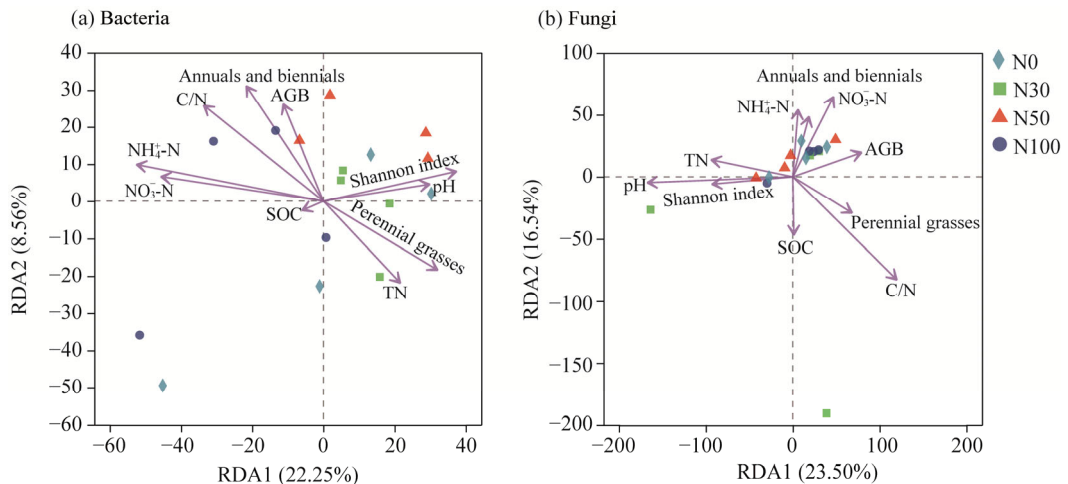 (a) Bacteria
40
30
20
10
0
−10
−20
−30
−40
−50
−60
−60
−40
−20
0
20
40
RDA2 (8.56%)
RDA1 (22.25%)
Annuals and biennials
C/N
AGB
NH₄⁺-N
NO₃⁻-N
SOC
Shannon index
pH
Perennial grasses
TN
(b) Fungi
100
50
0
−50
−100
−150
−200
−200
−100
0
100
200
RDA2 (16.54%)
RDA1 (23.50%)
Annuals and biennials
NH₄⁺-N
NO₃⁻-N
TN
AGB
pH
Shannon index
Perennial grasses
SOC
C/N
N0
N30
N50
N100